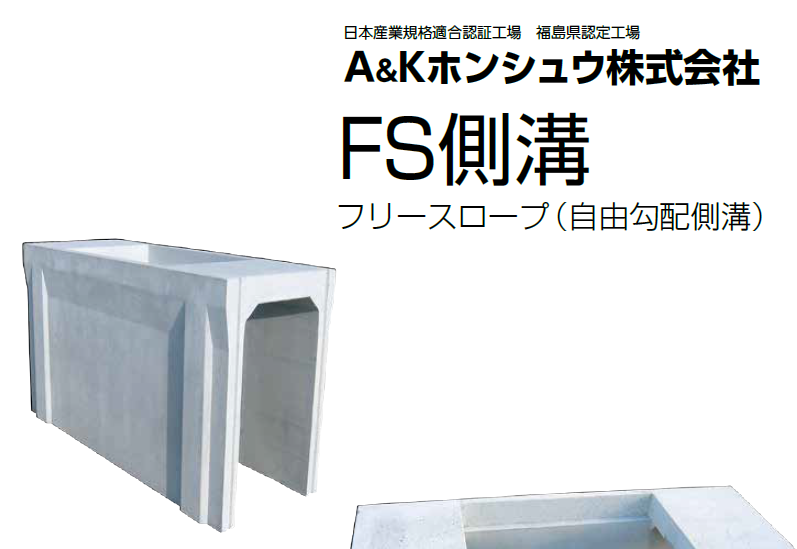 日本産業規格適合認証工場　福島県認定工場
A&Kホンシュウ株式会社
FS側溝
フリースロープ（自由勾配側溝）